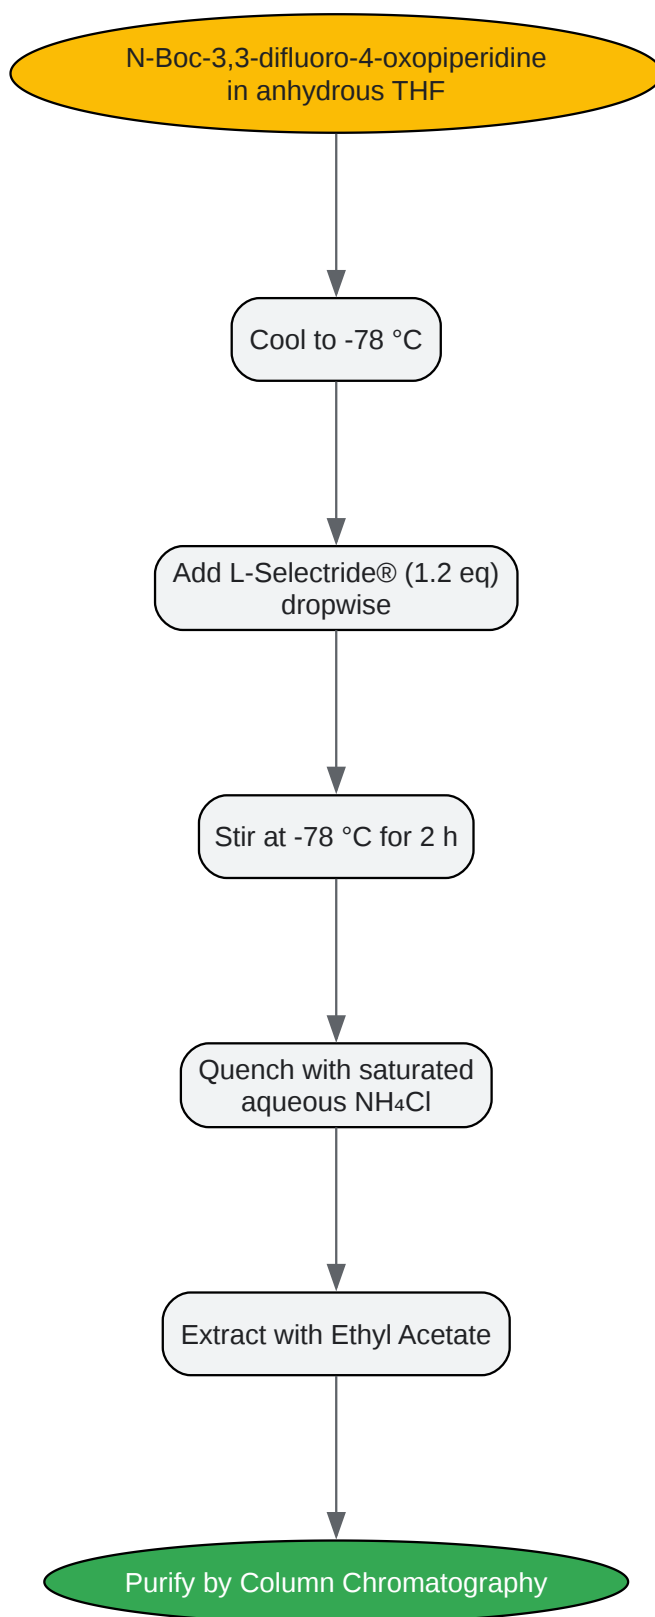 N-Boc-3,3-difluoro-4-oxopiperidine
in anhydrous THF
Cool to -78 °C
Add L-Selectride® (1.2 eq)
dropwise
Stir at -78 °C for 2 h
Quench with saturated
aqueous NH₄Cl
Extract with Ethyl Acetate
Purify by Column Chromatography